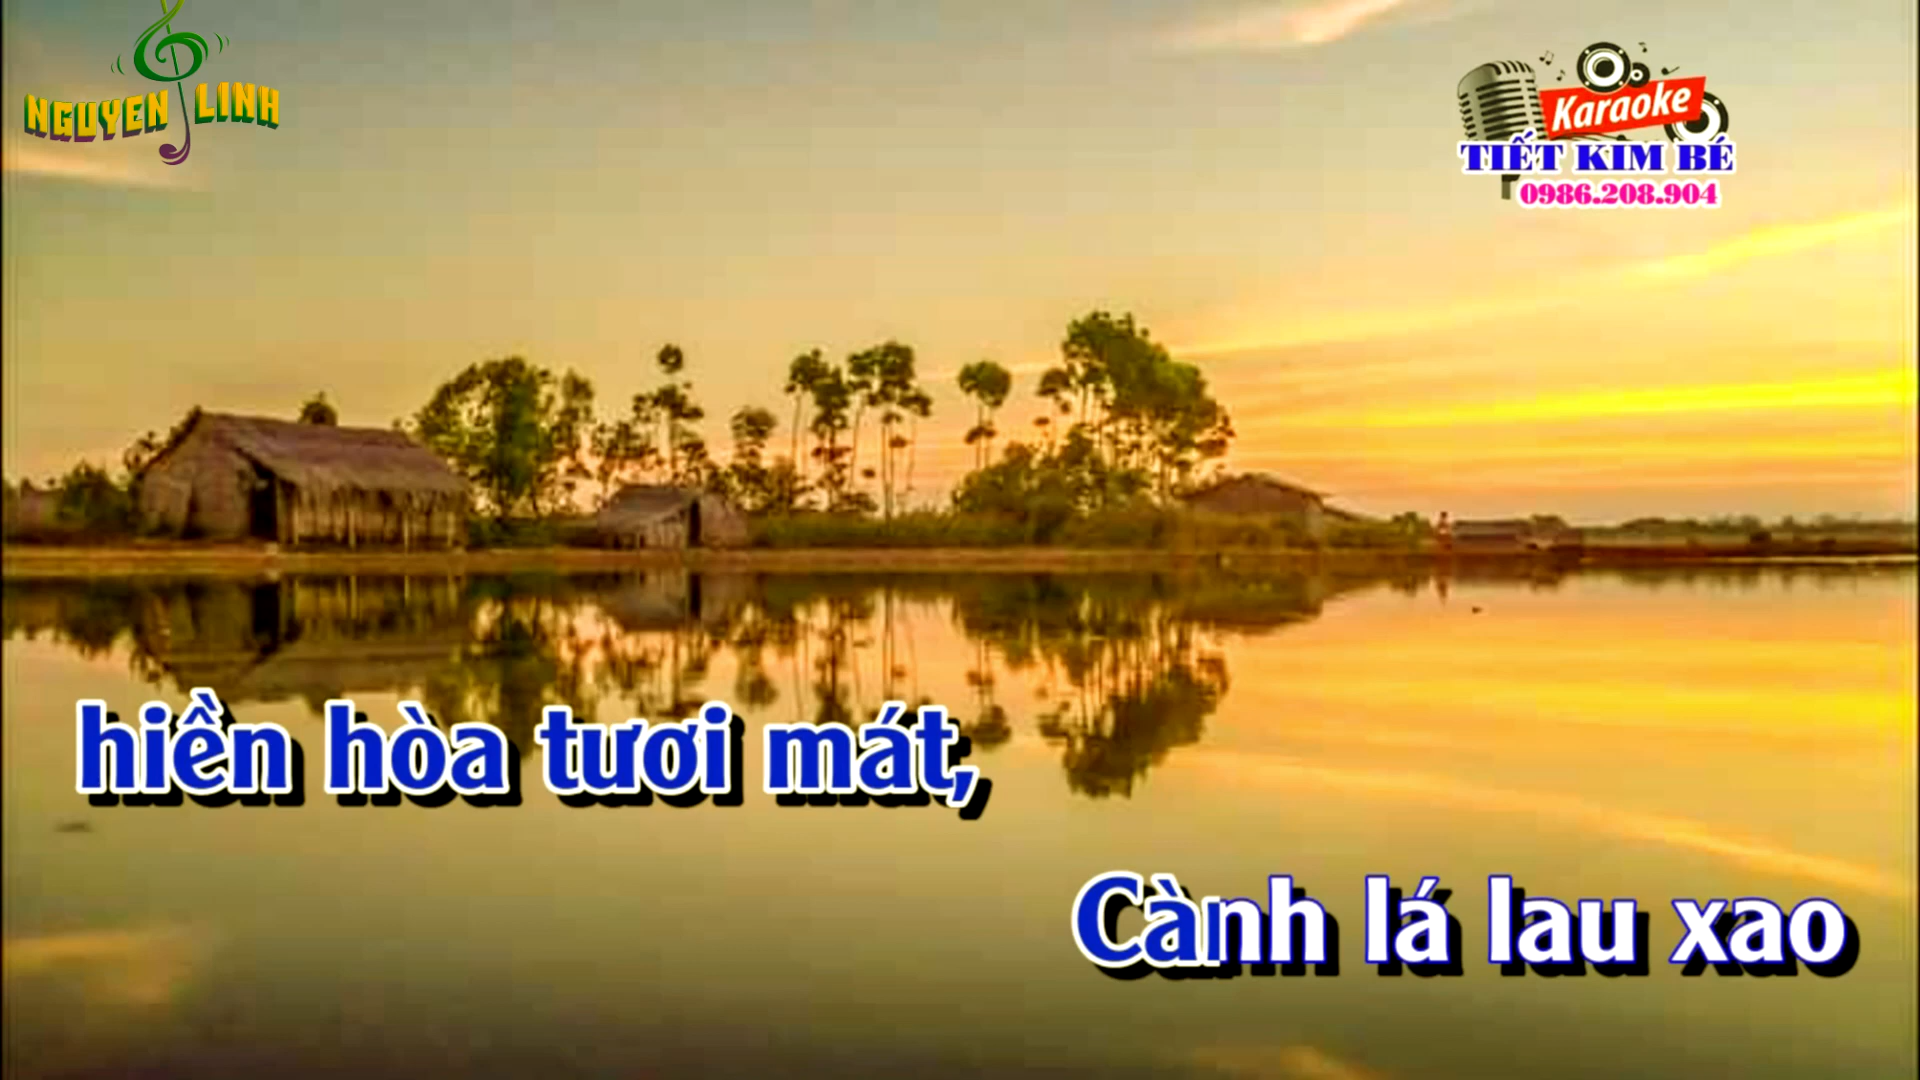 NGUYEN LINH
Karaoke
TIẾT KIM BÉ
0986.208.904
hiền hòa tươi mát,
Cành lá lau xao